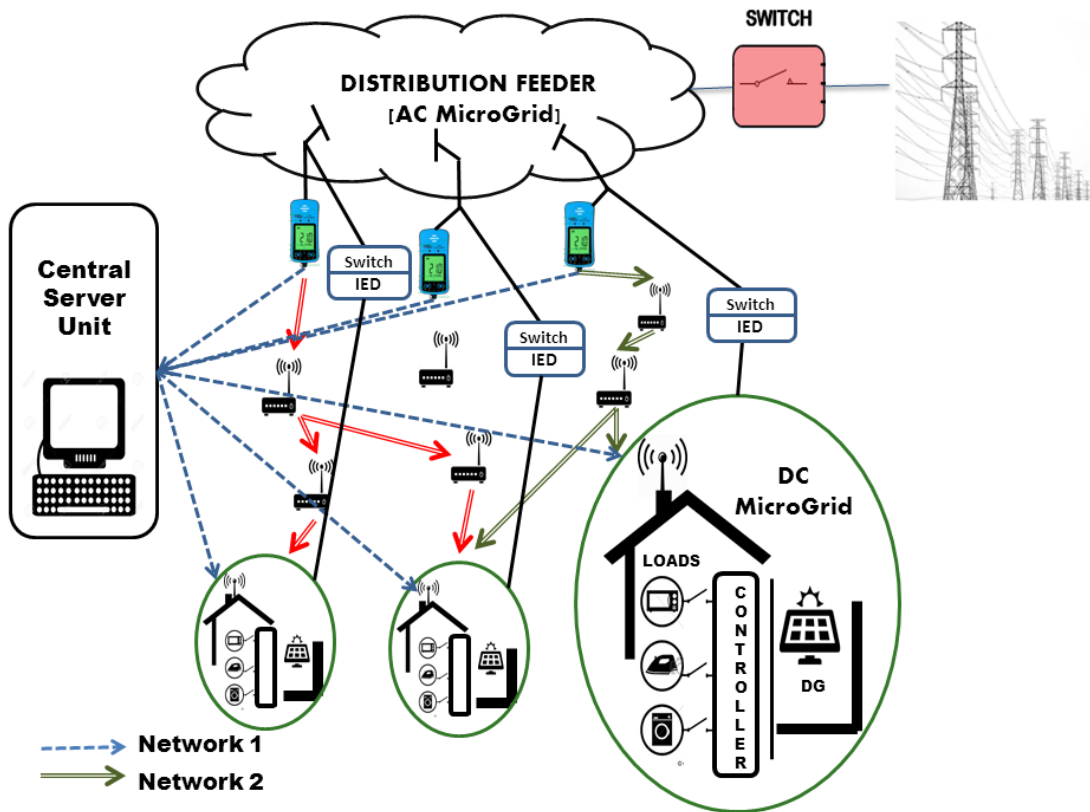 SWITCH
DISTRIBUTION FEEDER
[AC MicroGrid]
Central
Server
Unit
Switch
IED
Switch
IED
Switch
IED
DC
MicroGrid
LOADS
CONTROLLER
DG
Network 1
Network 2